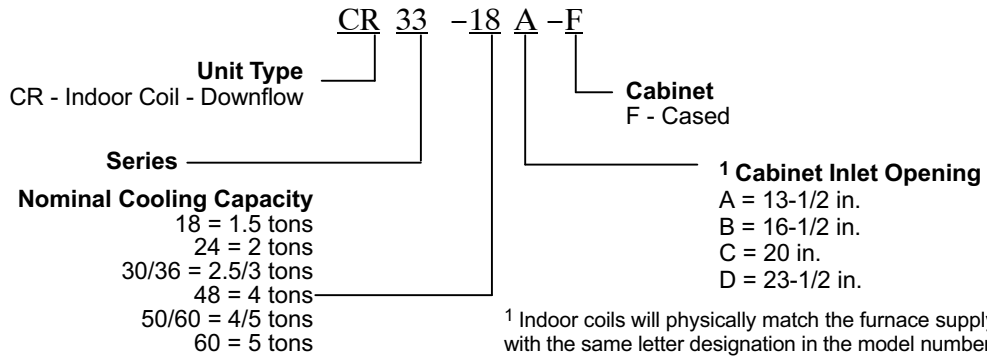 CR 33 –18 A –F
Unit Type
CR - Indoor Coil - Downflow
Cabinet
F - Cased
Series
1 Cabinet Inlet Opening
A = 13-1/2 in.
B = 16-1/2 in.
C = 20 in.
D = 23-1/2 in.
Nominal Cooling Capacity
18 = 1.5 tons
24 = 2 tons
30/36 = 2.5/3 tons
48 = 4 tons
50/60 = 4/5 tons
60 = 5 tons
1 Indoor coils will physically match the furnace supply
with the same letter designation in the model number